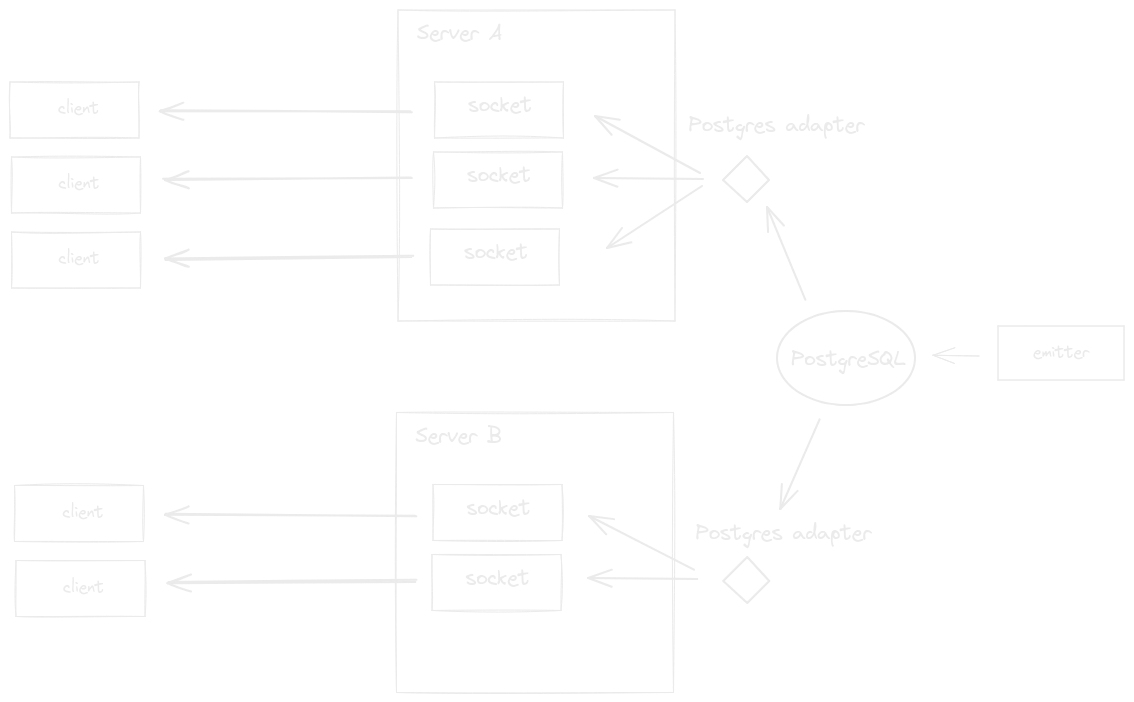 Server A
client
socket
Postgres adapter
client
socket
client
socket
PostgreSQL
emitter
Server B
client
socket
Postgres adapter
client
socket